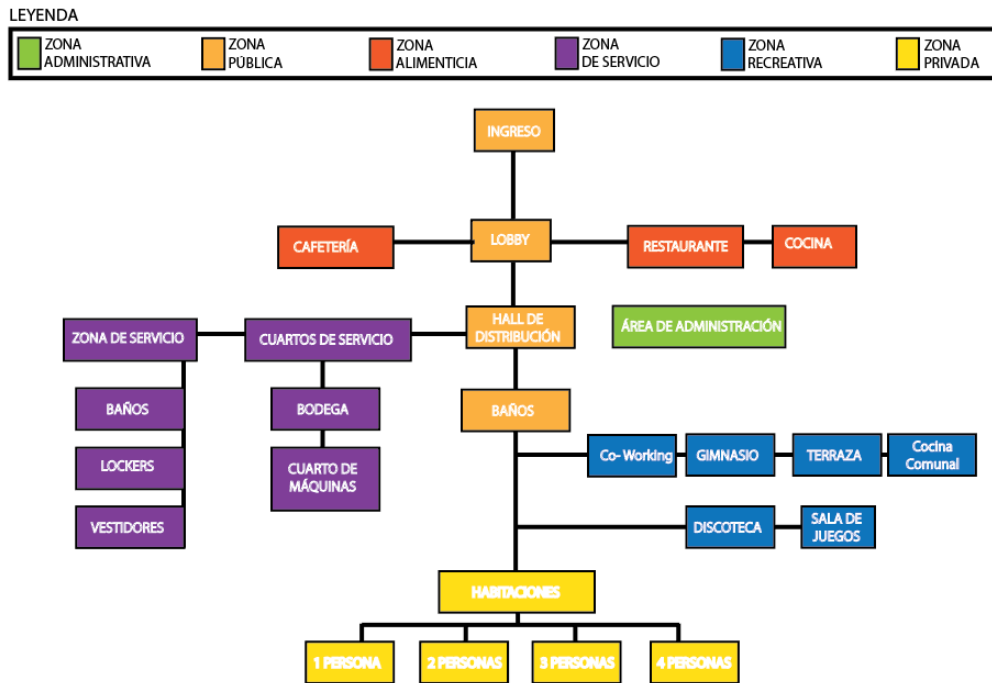 LEYENDA
ZONA
ADMINISTRATIVA
ZONA
PÚBLICA
ZONA
ALIMENTICIA
ZONA
DE SERVICIO
ZONA
RECREATIVA
ZONA
PRIVADA
INGRESO
CAFETERÍA
LOBBY
RESTAURANTE
COCINA
ZONA DE SERVICIO
CUARTOS DE SERVICIO
HALL DE
DISTRIBUCIÓN
ÁREA DE ADMINISTRACIÓN
BAÑOS
BODEGA
BAÑOS
LOCKERS
CUARTO DE
MÁQUINAS
Co- Working
GIMNASIO
TERRAZA
Cocina
Comunal
VESTIDORES
DISCOTECA
SALA DE
JUEGOS
HABITACIONES
1 PERSONA
2 PERSONAS
3 PERSONAS
4 PERSONAS